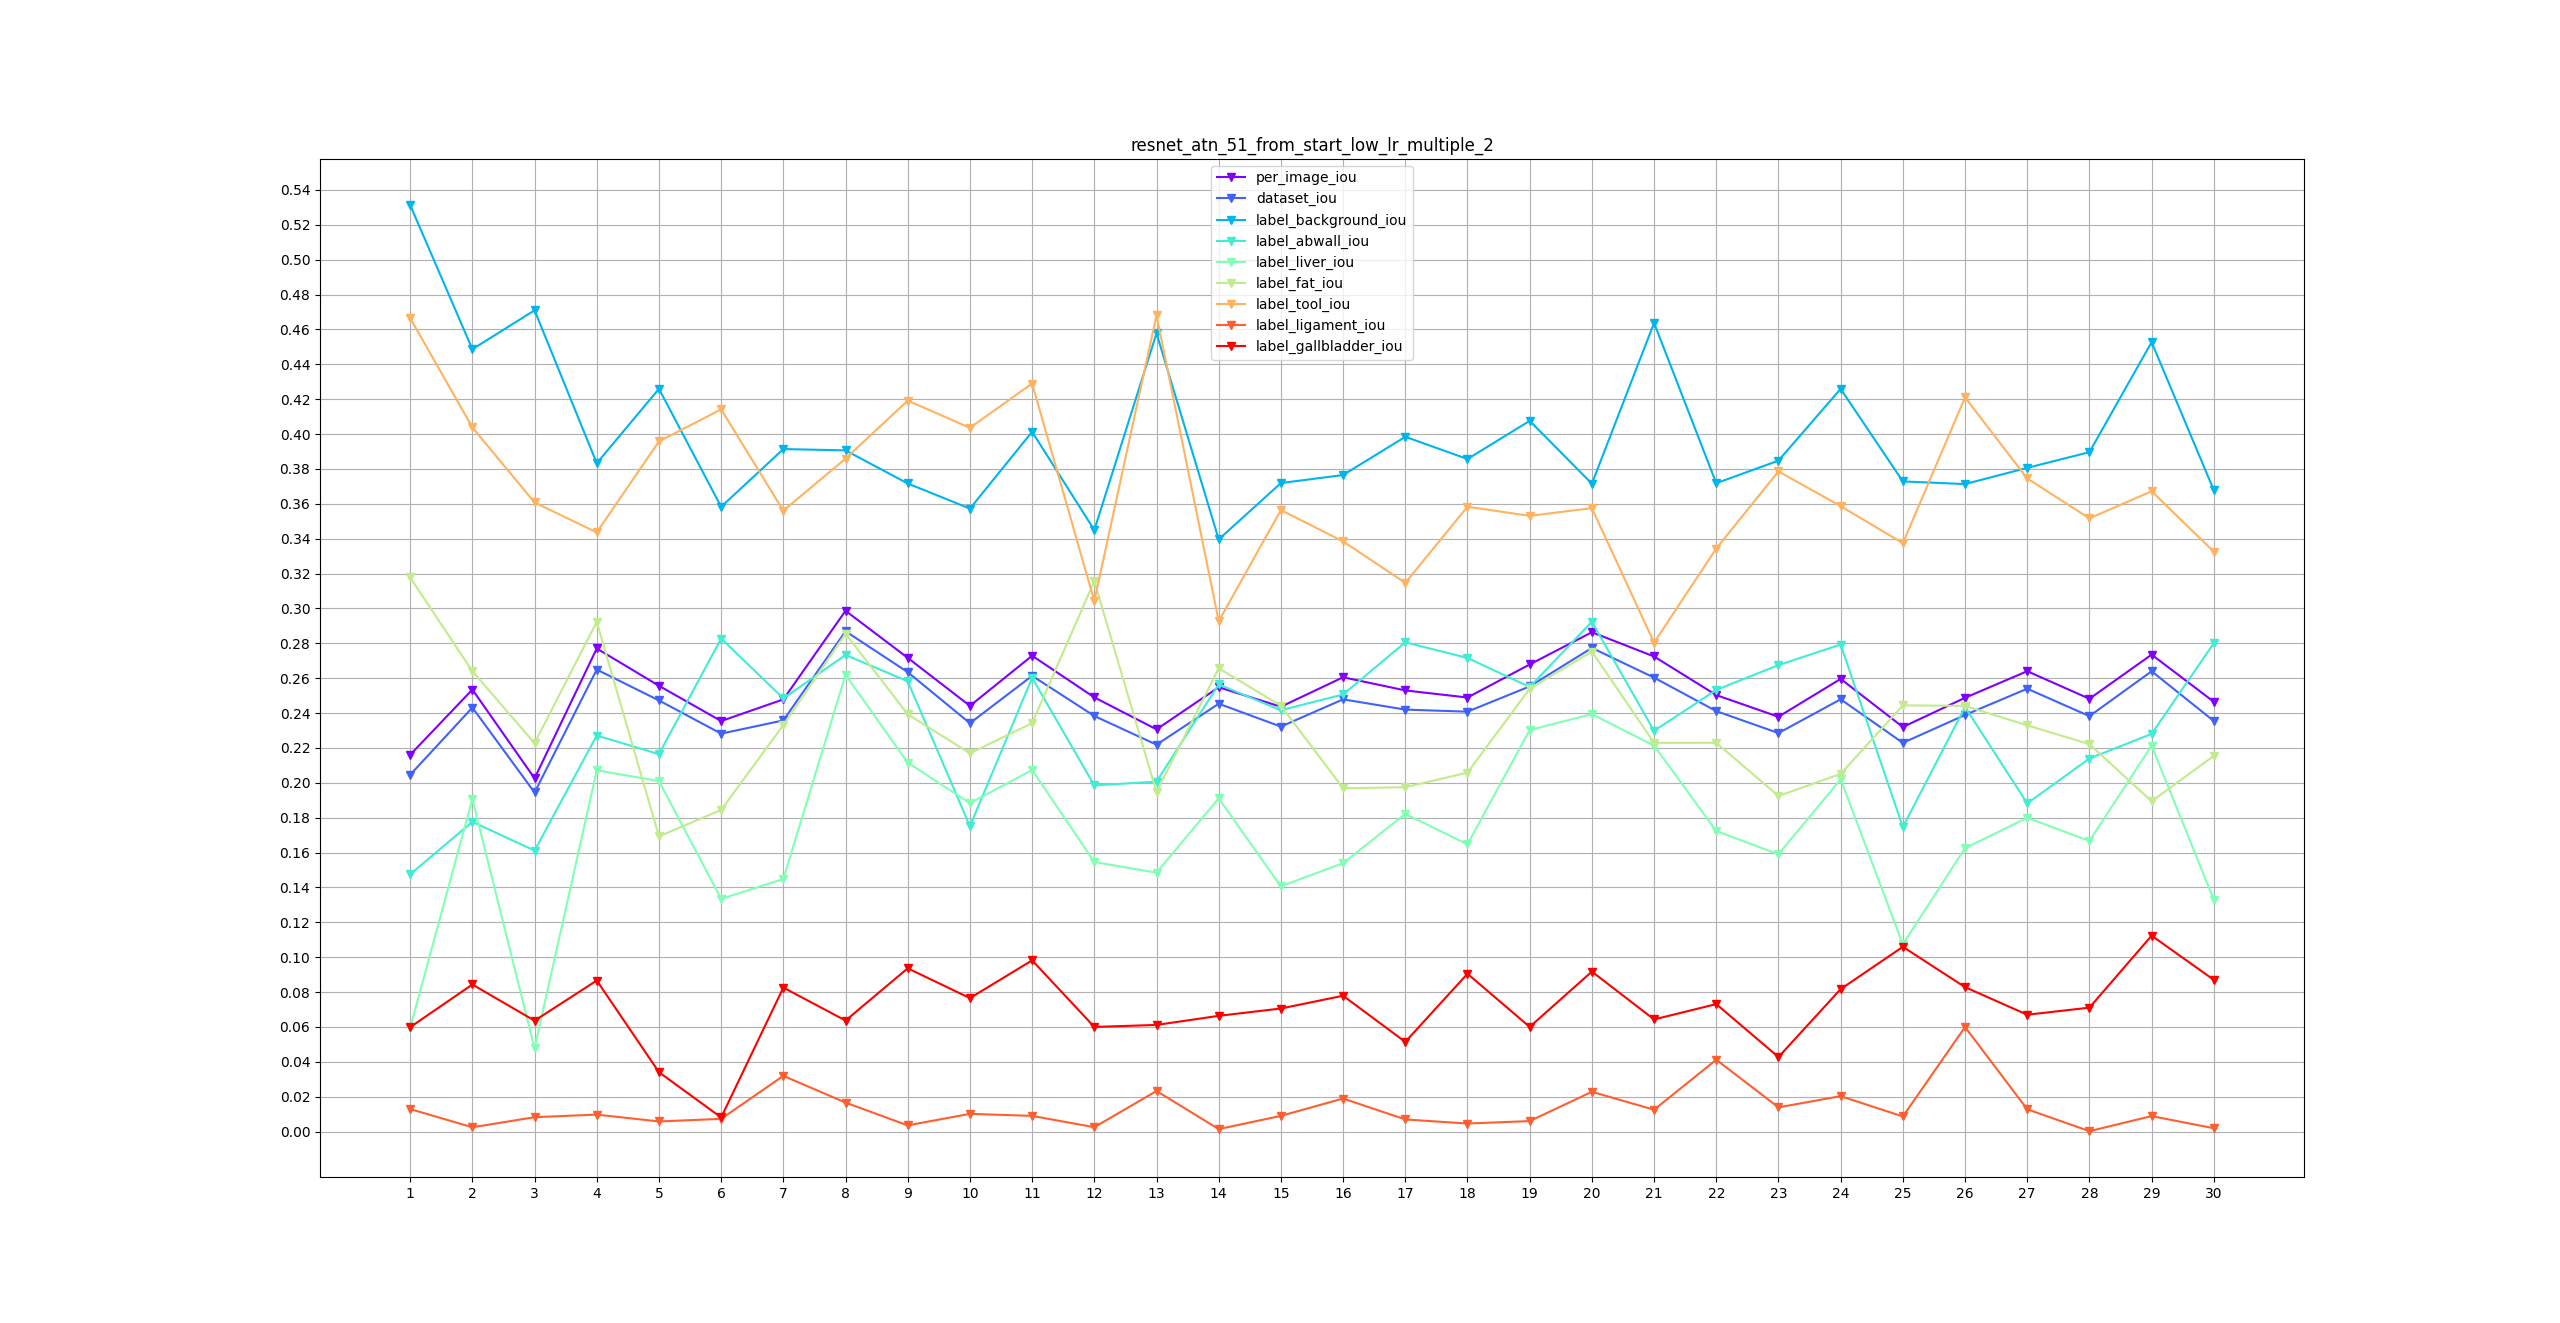 resnet_atn_51_from_start_low_lr_multiple_2
per_image_iou
dataset_iou
label_background_iou
label_abwall_iou
label_liver_iou
label_fat_iou
label_tool_iou
label_ligament_iou
label_gallbladder_iou
0.54
0.52
0.50
0.48
0.46
0.44
0.42
0.40
0.38
0.36
0.34
0.32
0.30
0.28
0.26
0.24
0.22
0.20
0.18
0.16
0.14
0.12
0.10
0.08
0.06
0.04
0.02
0.00
1 2 3 4 5 6 7 8 9 10 11 12 13 14 15 16 17 18 19 20 21 22 23 24 25 26 27 28 29 30